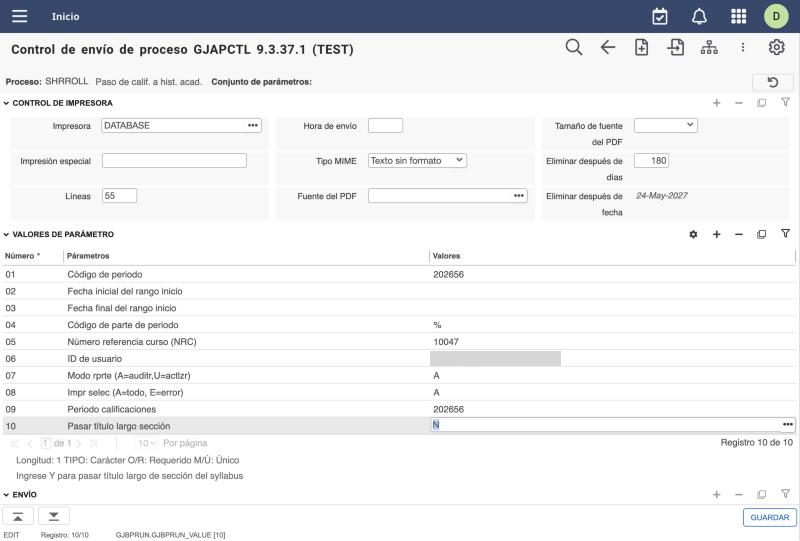 Inicio
D
Control de envío de proceso GJAPCTL 9.3.37.1 (TEST)
Proceso: SHRROLL Paso de calif. a hist. acad. Conjunto de parámetros:
CONTROL DE IMPRESORA
Impresora DATABASE Hora de envío Tamaño de fuente del PDF
Impresión especial Tipo MIME Texto sin formato Eliminar después de días 180
Líneas 55 Fuente del PDF Eliminar después de fecha 24-May-2027
VALORES DE PARÁMETRO
Número * Párametros Valores
01 Código de periodo 202656
02 Fecha inicial del rango inicio
03 Fecha final del rango inicio
04 Código de parte de periodo %
05 Número referencia curso (NRC) 10047
06 ID de usuario
07 Modo rprte (A=auditr,U=actlzr) A
08 Impr selec (A=todo, E=error) A
09 Periodo calificaciones 202656
10 Pasar título largo sección N
1 de 1 10 Por página Registro 10 de 10
Longitud: 1 TIPO: Carácter O/R: Requerido M/Ú: Único
Ingrese Y para pasar título largo de sección del syllabus
ENVÍO
GUARDAR
EDIT Registro: 10/10 GJBPRUN.GJBPRUN_VALUE [10]